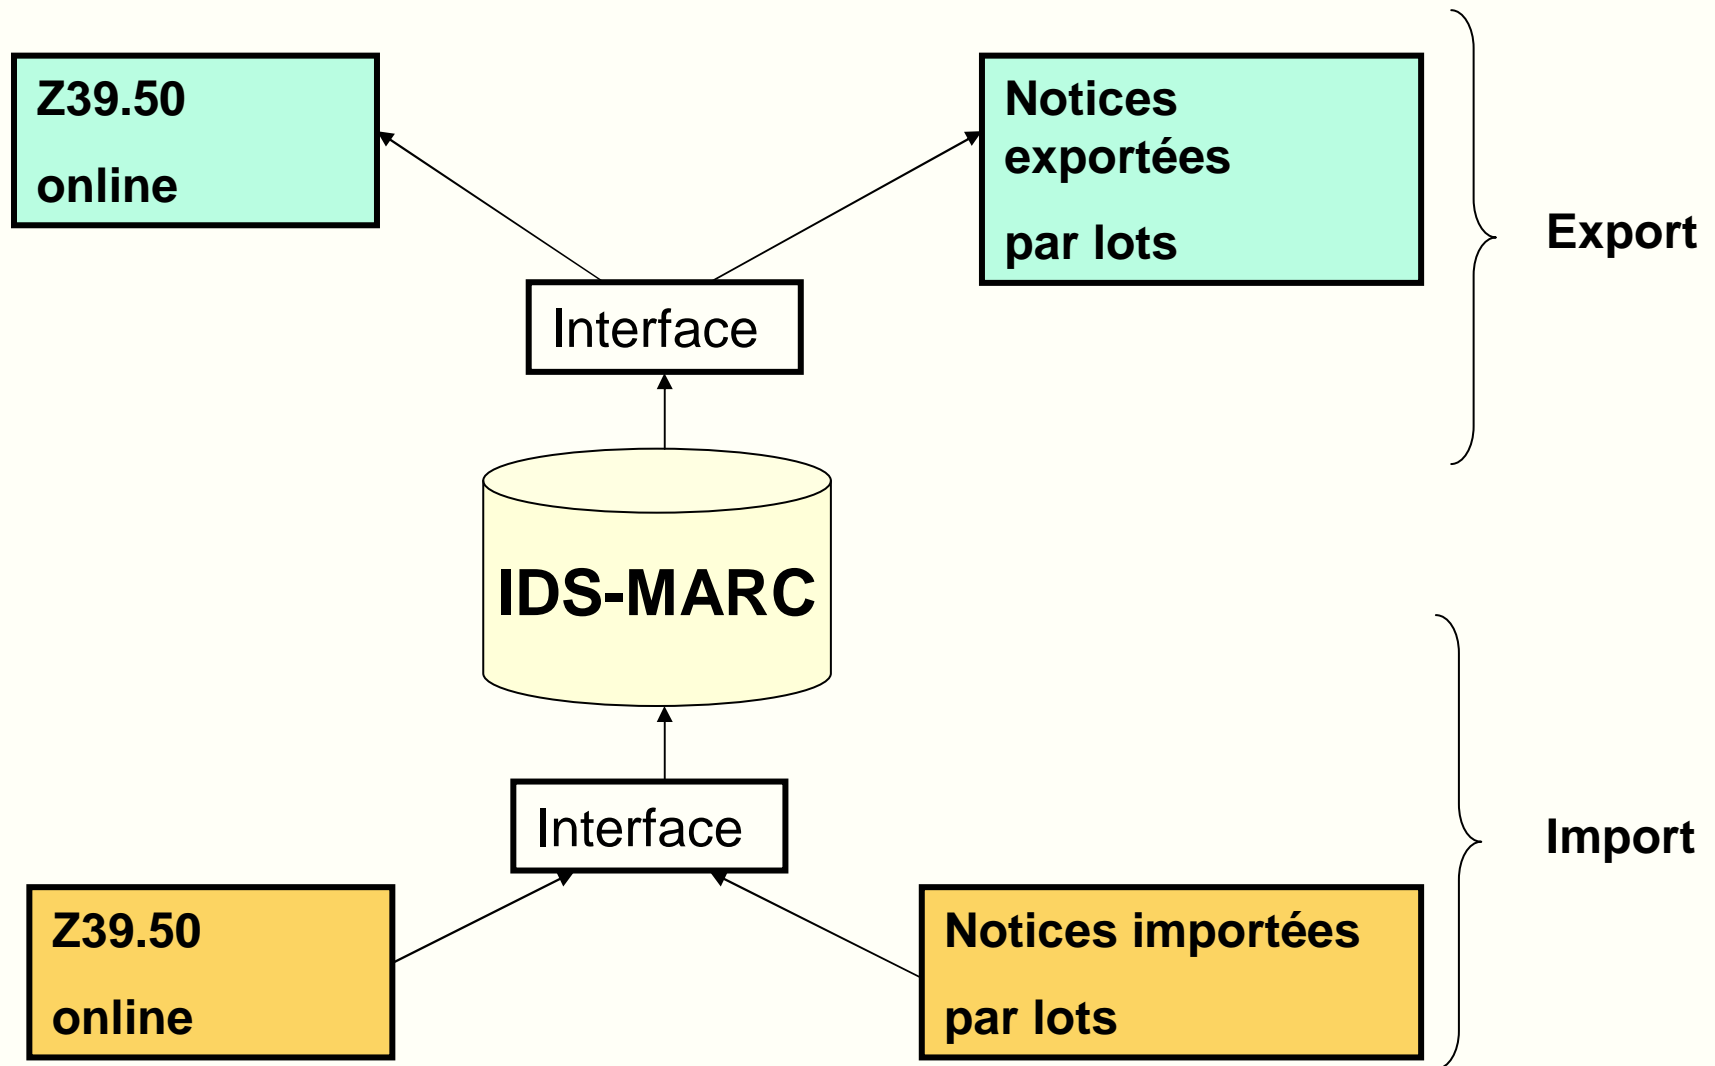 Z39.50
online
Notices
exportées
par lots
Export
Interface
IDS-MARC
Interface
Import
Z39.50
online
Notices importées
par lots